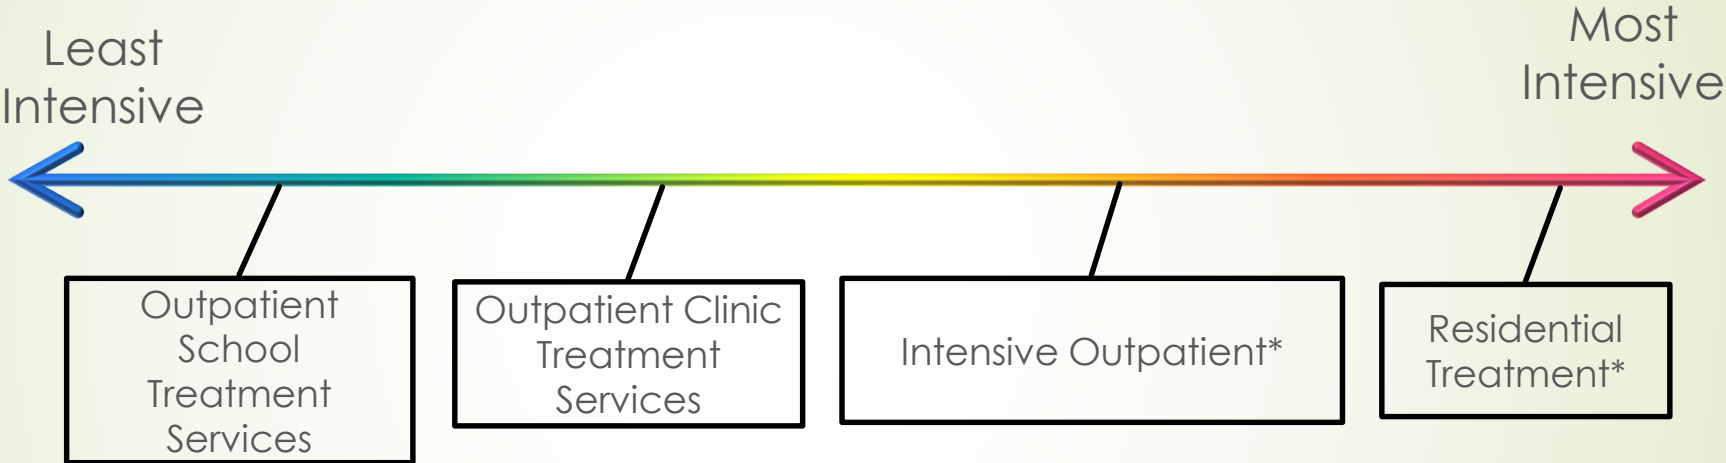 Least
Intensive
Most
Intensive
Outpatient
School
Treatment
Services
Outpatient Clinic
Treatment
Services
Intensive Outpatient*
Residential
Treatment*